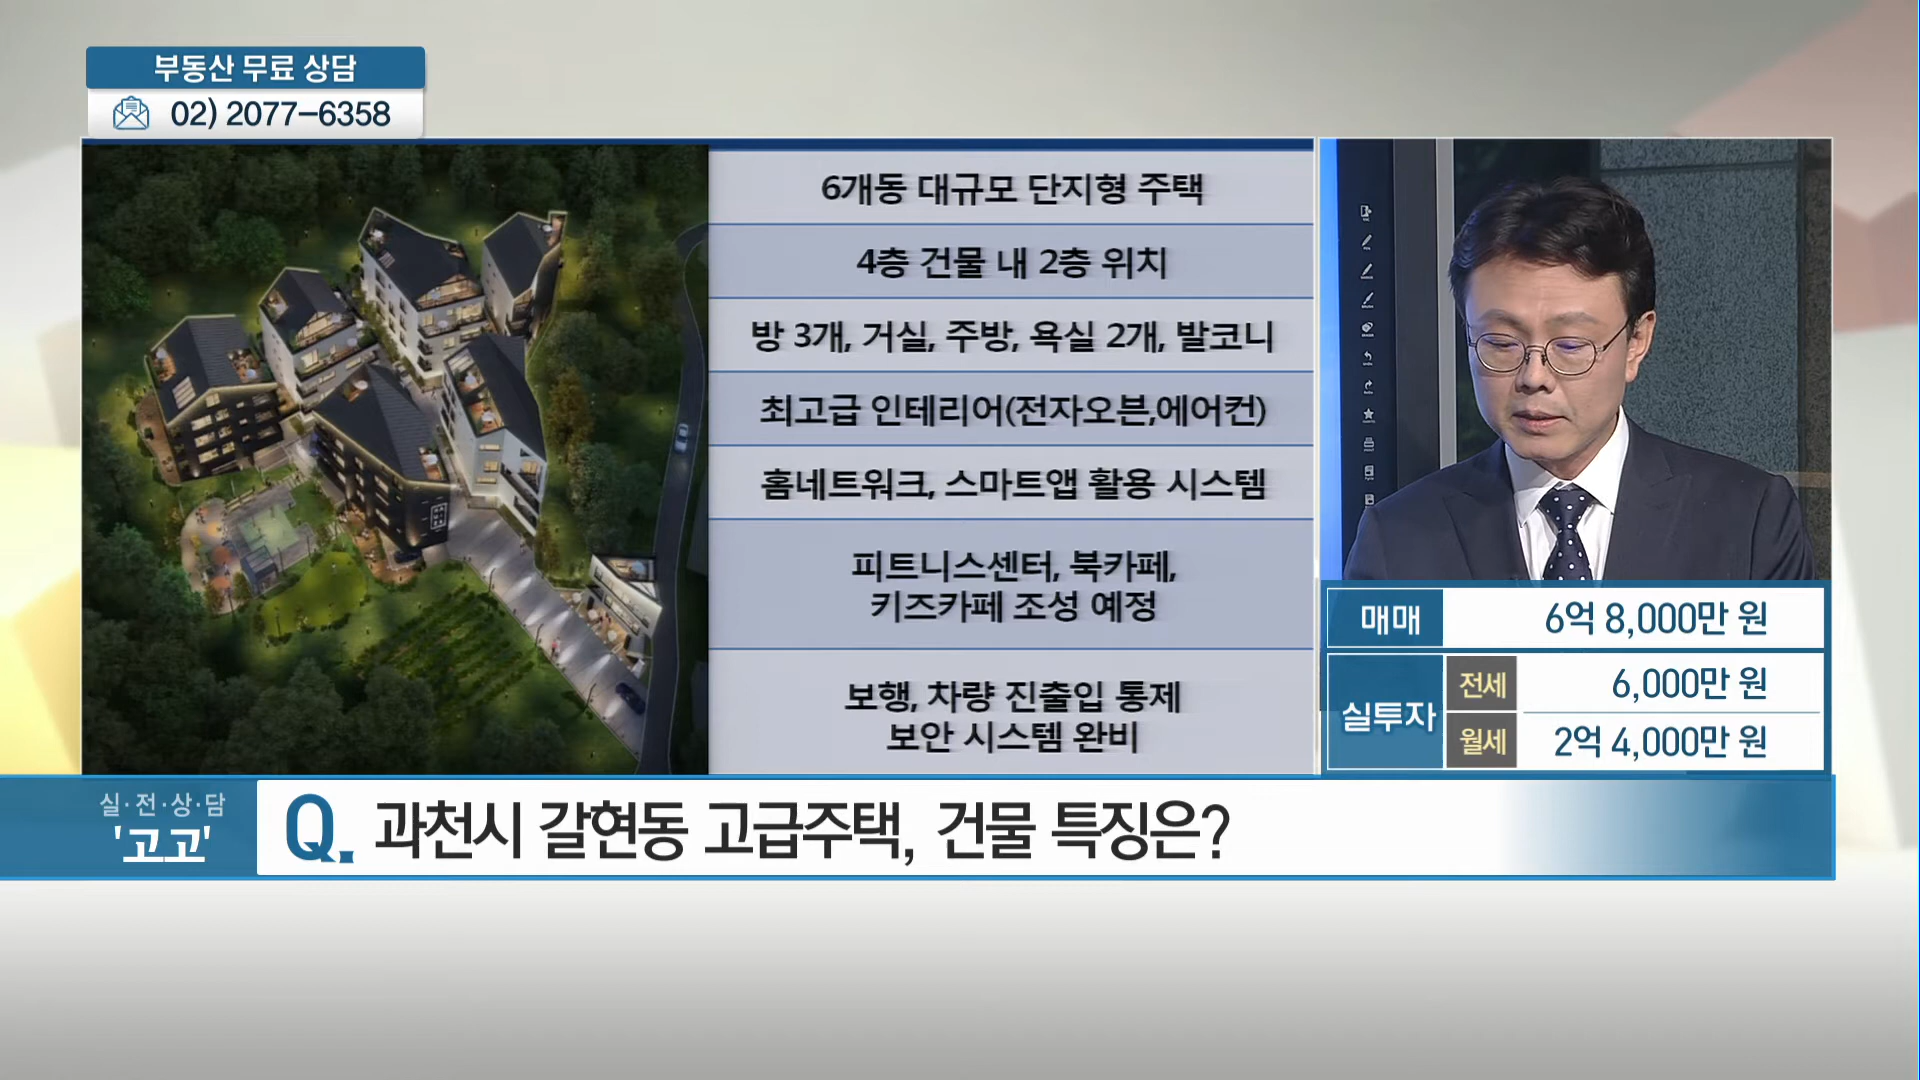 부동산 무료 상담
02) 2077-6358
6개동 대규모 단지형 주택
4층 건물 내 2층 위치
방 3개, 거실, 주방, 욕실 2개, 발코니
최고급 인테리어(전자오븐,에어컨)
홈네트워크, 스마트앱 활용 시스템
피트니스센터, 북카페,
키즈카페 조성 예정
보행, 차량 진출입 통제
보안 시스템 완비
매매 6억 8,000만 원
실투자
전세 6,000만 원
월세 2억 4,000만 원
실·전·상·담
'고고'
Q. 과천시 갈현동 고급주택, 건물 특징은?